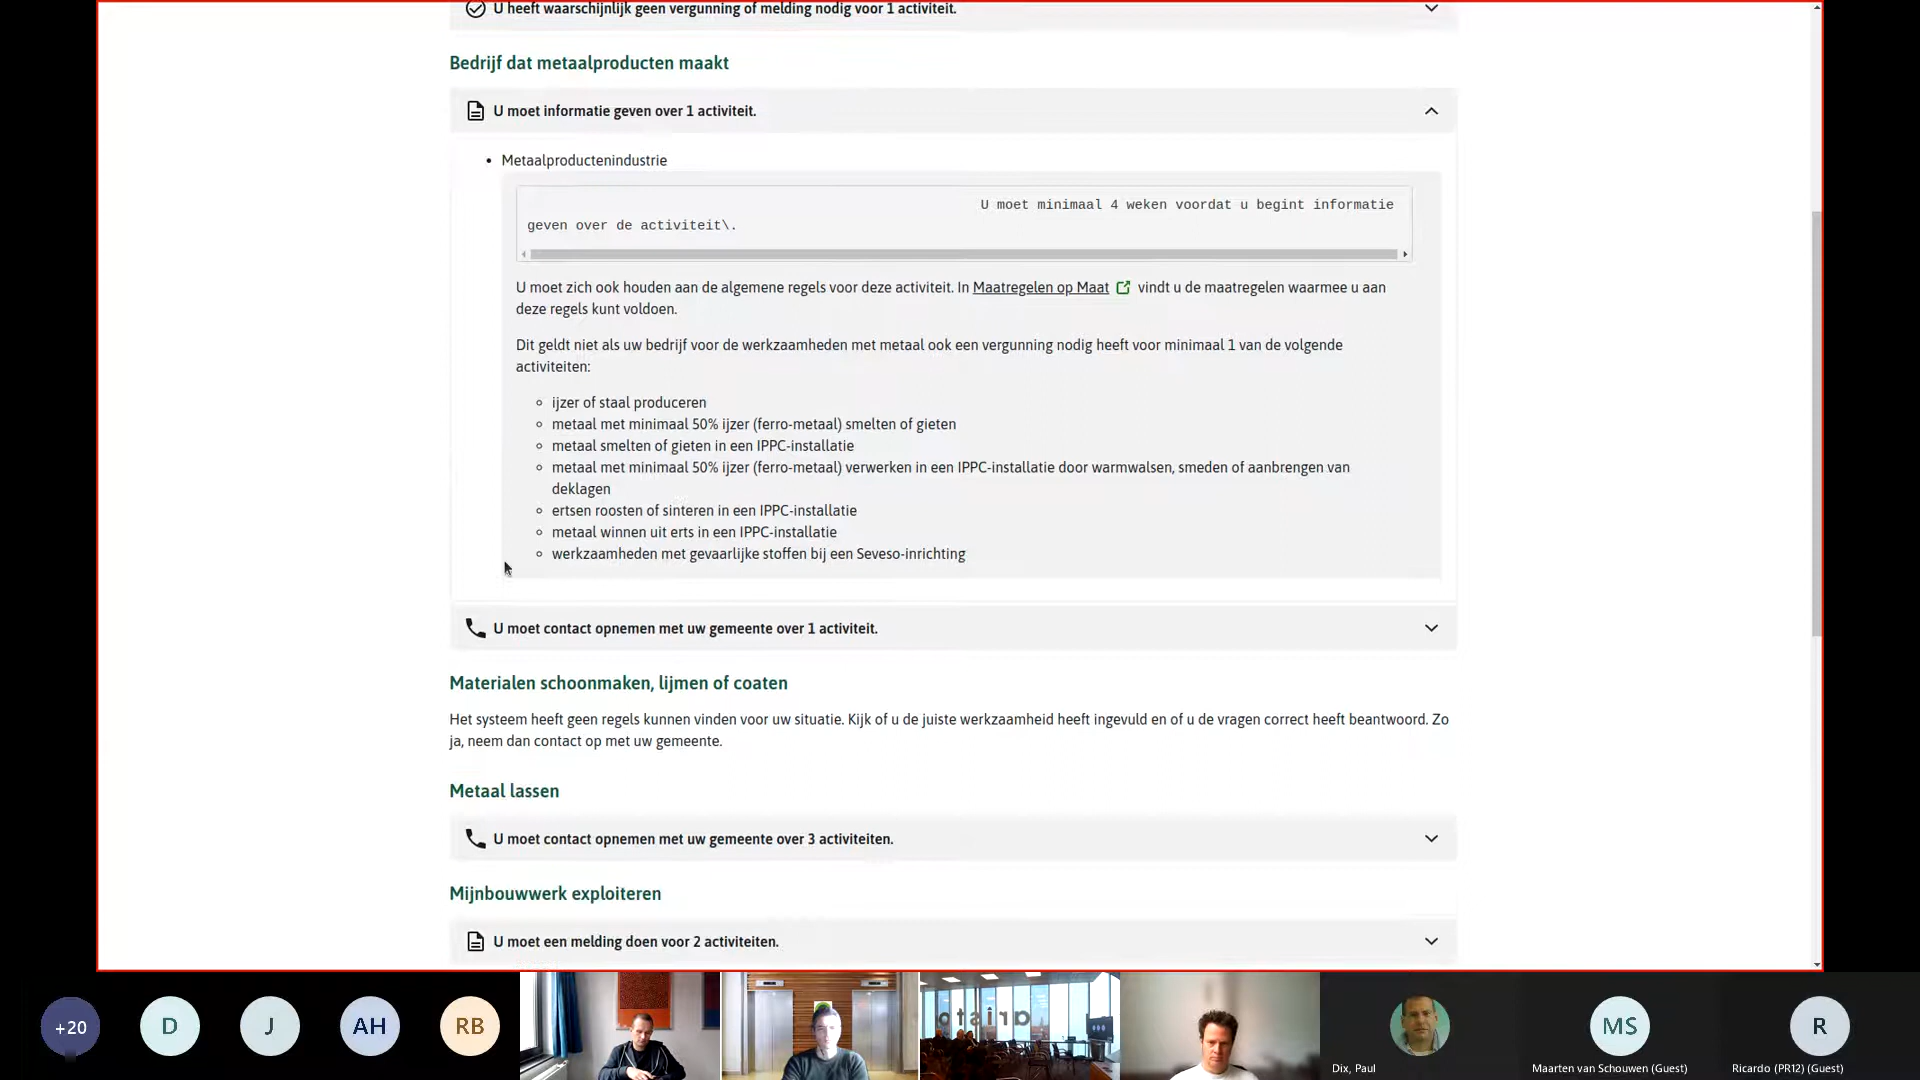 U heeft waarschijnlijk geen vergunning of melding nodig voor 1 activiteit.
Bedrijf dat metaalproducten maakt
U moet informatie geven over 1 activiteit.
• Metaalproductenindustrie
U moet minimaal 4 weken voordat u begint informatie
geven over de activiteit\.
U moet zich ook houden aan de algemene regels voor deze activiteit. In Maatregelen op Maat vindt u de maatregelen waarmee u aan
deze regels kunt voldoen.
Dit geldt niet als uw bedrijf voor de werkzaamheden met metaal ook een vergunning nodig heeft voor minimaal 1 van de volgende
activiteiten:
ijzer of staal produceren
metaal met minimaal 50% ijzer (ferro-metaal) smelten of gieten
metaal smelten of gieten in een IPPC-installatie
metaal met minimaal 50% ijzer (ferro-metaal) verwerken in een IPPC-installatie door warmwalsen, smeden of aanbrengen van
deklagen
ertsen roosten of sinteren in een IPPC-installatie
metaal winnen uit erts in een IPPC-installatie
werkzaamheden met gevaarlijke stoffen bij een Seveso-inrichting
U moet contact opnemen met uw gemeente over 1 activiteit.
Materialen schoonmaken, lijmen of coaten
Het systeem heeft geen regels kunnen vinden voor uw situatie. Kijk of u de juiste werkzaamheid heeft ingevuld en of u de vragen correct heeft beantwoord. Zo
ja, neem dan contact op met uw gemeente.
Metaal lassen
U moet contact opnemen met uw gemeente over 3 activiteiten.
Mijnbouwwerk exploiteren
U moet een melding doen voor 2 activiteiten.
+20 D J AH RB MS R
Dix, Paul Maarten van Schouwen (Guest) Ricardo (PR12) (Guest)